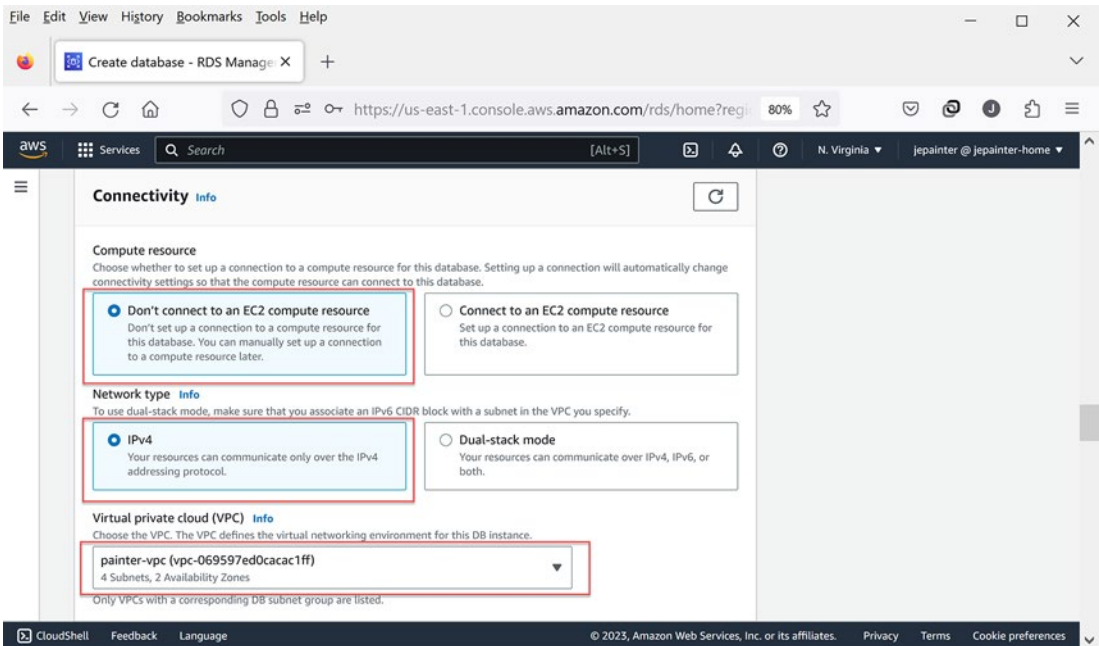 File Edit View History Bookmarks Tools Help
Create database - RDS Manage
https://us-east-1.console.aws.amazon.com/rds/home?regi 80%
aws Services Search [Alt+S] N. Virginia jepainter @ jepainter-home
Connectivity Info
Compute resource
Choose whether to set up a connection to a compute resource for this database. Setting up a connection will automatically change
connectivity settings so that the compute resource can connect to this database.
Don't connect to an EC2 compute resource
Don't set up a connection to a compute resource for
this database. You can manually set up a connection
to a compute resource later.
Connect to an EC2 compute resource
Set up a connection to an EC2 compute resource for
this database.
Network type Info
To use dual-stack mode, make sure that you associate an IPv6 CIDR block with a subnet in the VPC you specify.
IPv4
Your resources can communicate only over the IPv4
addressing protocol.
Dual-stack mode
Your resources can communicate over IPv4, IPv6, or
both.
Virtual private cloud (VPC) Info
Choose the VPC. The VPC defines the virtual networking environment for this DB instance.
painter-vpc (vpc-069597ed0cacac1ff)
4 Subnets, 2 Availability Zones
Only VPCs with a corresponding DB subnet group are listed.
CloudShell Feedback Language © 2023, Amazon Web Services, Inc. or its affiliates. Privacy Terms Cookie preferences